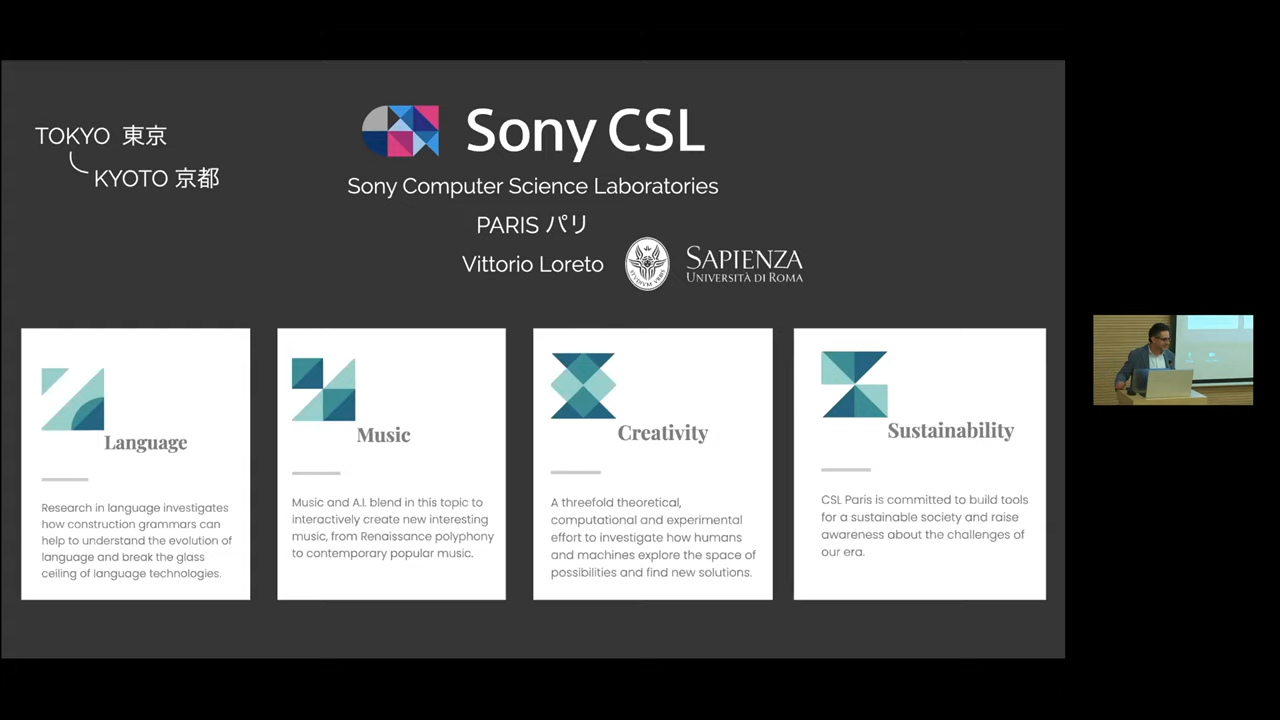 TOKYO 東京
KYOTO 京都
Sony CSL
Sony Computer Science Laboratories
PARIS パリ
Vittorio Loreto
SAPIENZA
UNIVERSITÀ DI ROMA
Language
Research in language investigates
how construction grammars can
help to understand the evolution of
language and break the glass
ceiling of language technologies.
Music
Music and A.I. blend in this topic to
interactively create new interesting
music, from Renaissance polyphony
to contemporary popular music.
Creativity
A threefold theoretical,
computational and experimental
effort to investigate how humans
and machines explore the space of
possibilities and find new solutions.
Sustainability
CSL Paris is committed to build tools
for a sustainable society and raise
awareness about the challenges of
our era.